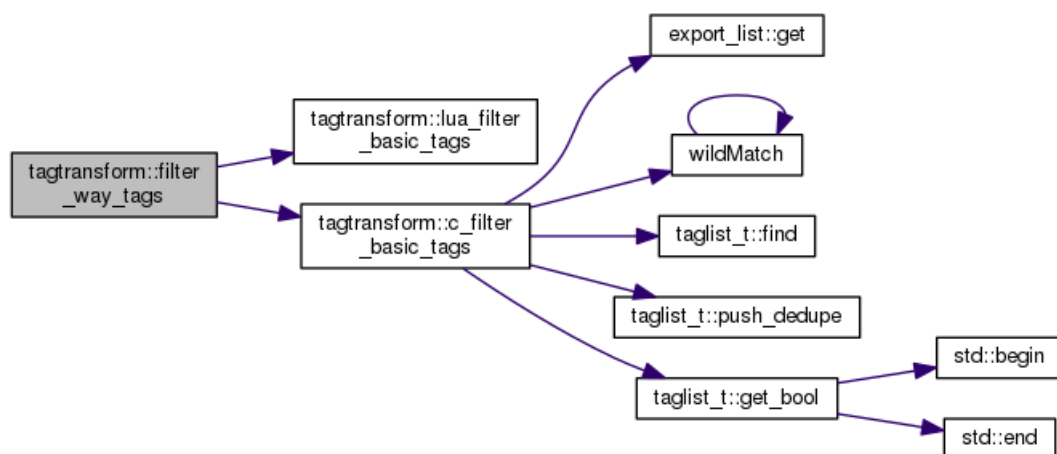 export_list::get
tagtransform::lua_filter
_basic_tags
wildMatch
tagtransform::filter
_way_tags
tagtransform::c_filter
_basic_tags
taglist_t::find
taglist_t::push_dedupe
std::begin
taglist_t::get_bool
std::end